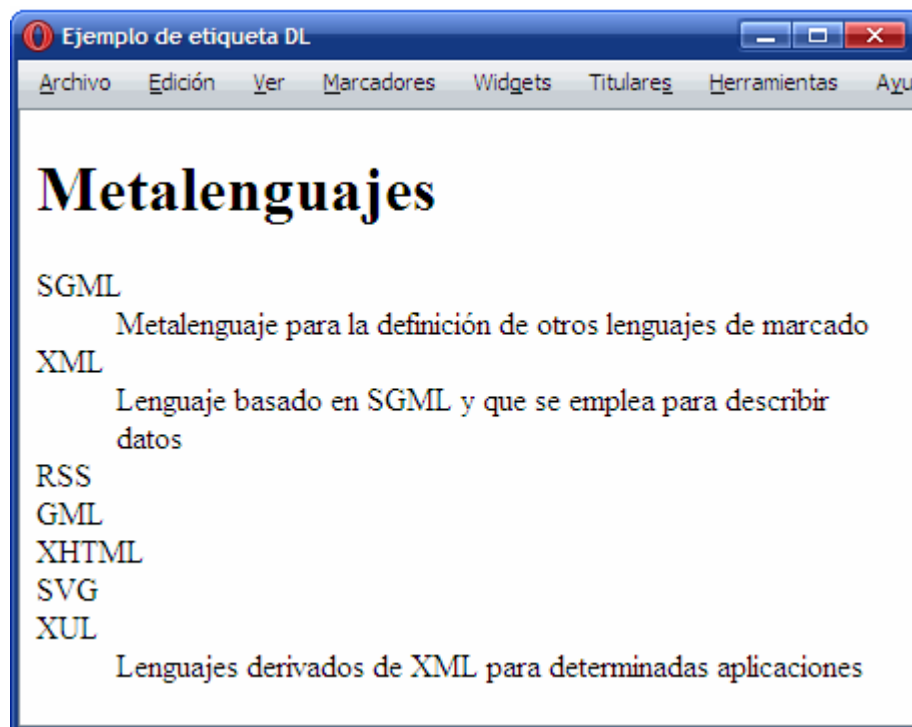 Ejemplo de etiqueta DL
Archivo Edición Ver Marcadores Widgets Titulares Herramientas Ayu
Metalenguajes
SGML
Metalenguaje para la definición de otros lenguajes de marcado
XML
Lenguaje basado en SGML y que se emplea para describir
datos
RSS
GML
XHTML
SVG
XUL
Lenguajes derivados de XML para determinadas aplicaciones